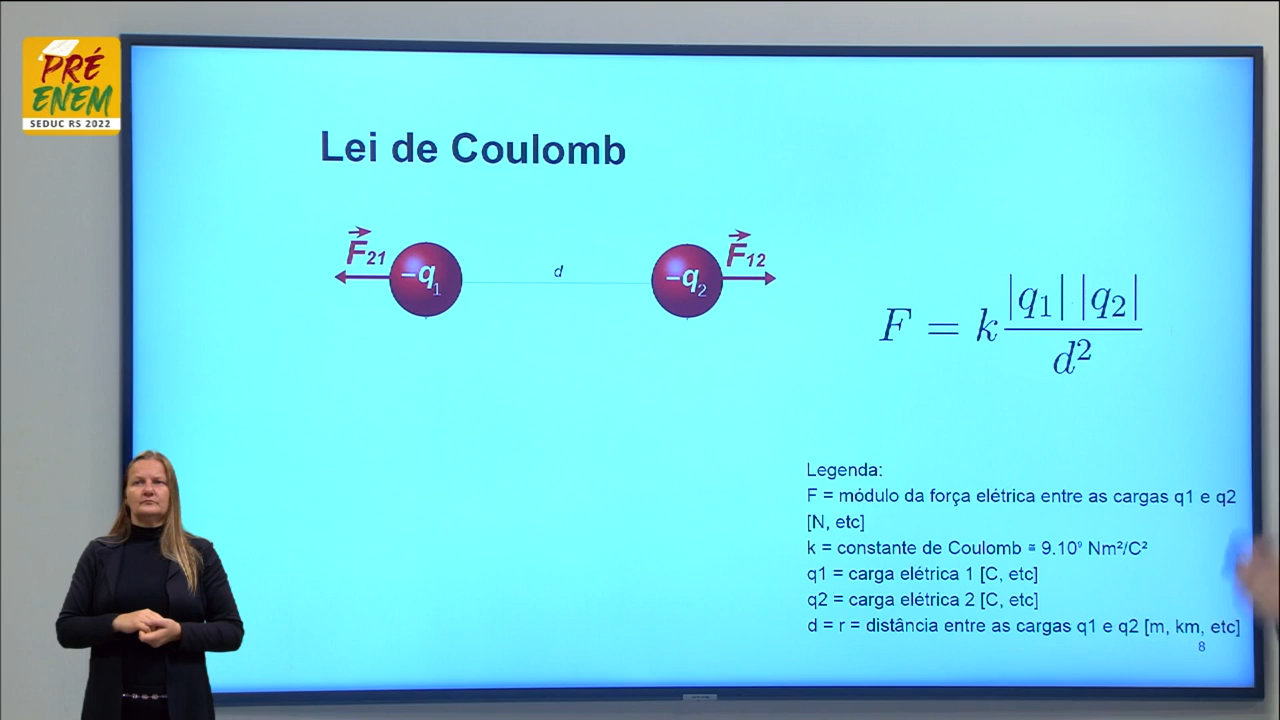 PRÉ
ENEM
SEDUC RS 2022
Lei de Coulomb
F21
F12
–q1
d
–q2
F = k |q1| |q2| / d²
Legenda:
F = módulo da força elétrica entre as cargas q1 e q2
[N, etc]
k = constante de Coulomb ≅ 9.10⁹ Nm²/C²
q1 = carga elétrica 1 [C, etc]
q2 = carga elétrica 2 [C, etc]
d = r = distância entre as cargas q1 e q2 [m, km, etc]
8